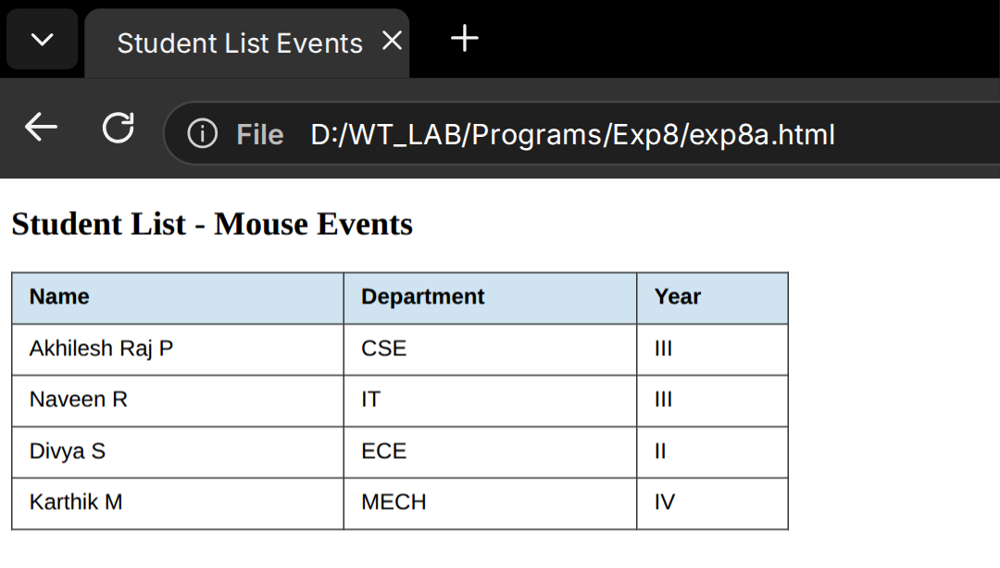 Student List Events
File D:/WT_LAB/Programs/Exp8/exp8a.html
Student List - Mouse Events
Name Department Year
Akhilesh Raj P CSE III
Naveen R IT III
Divya S ECE II
Karthik M MECH IV